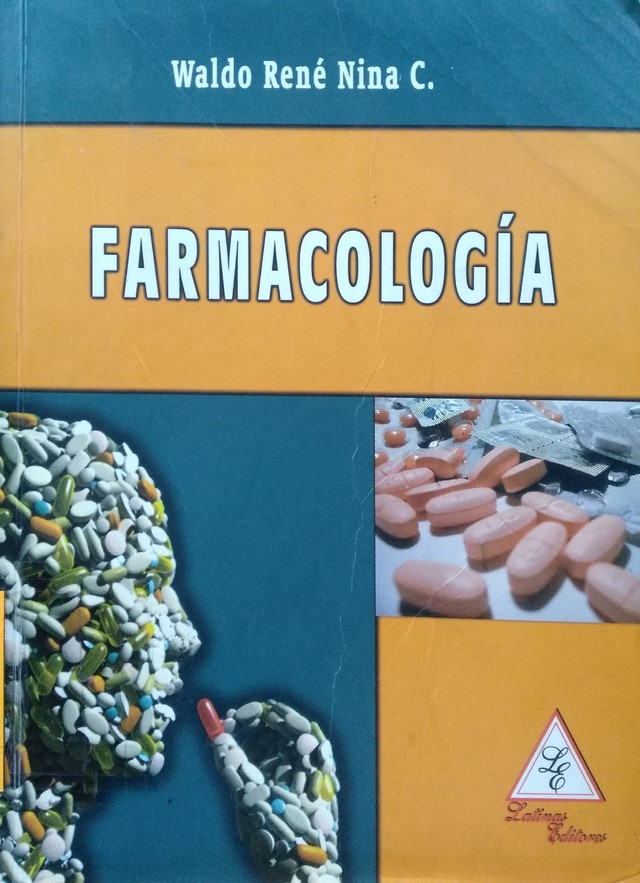 Waldo René Nina C.
FARMACOLOGÍA
LE
Latinas
Editores